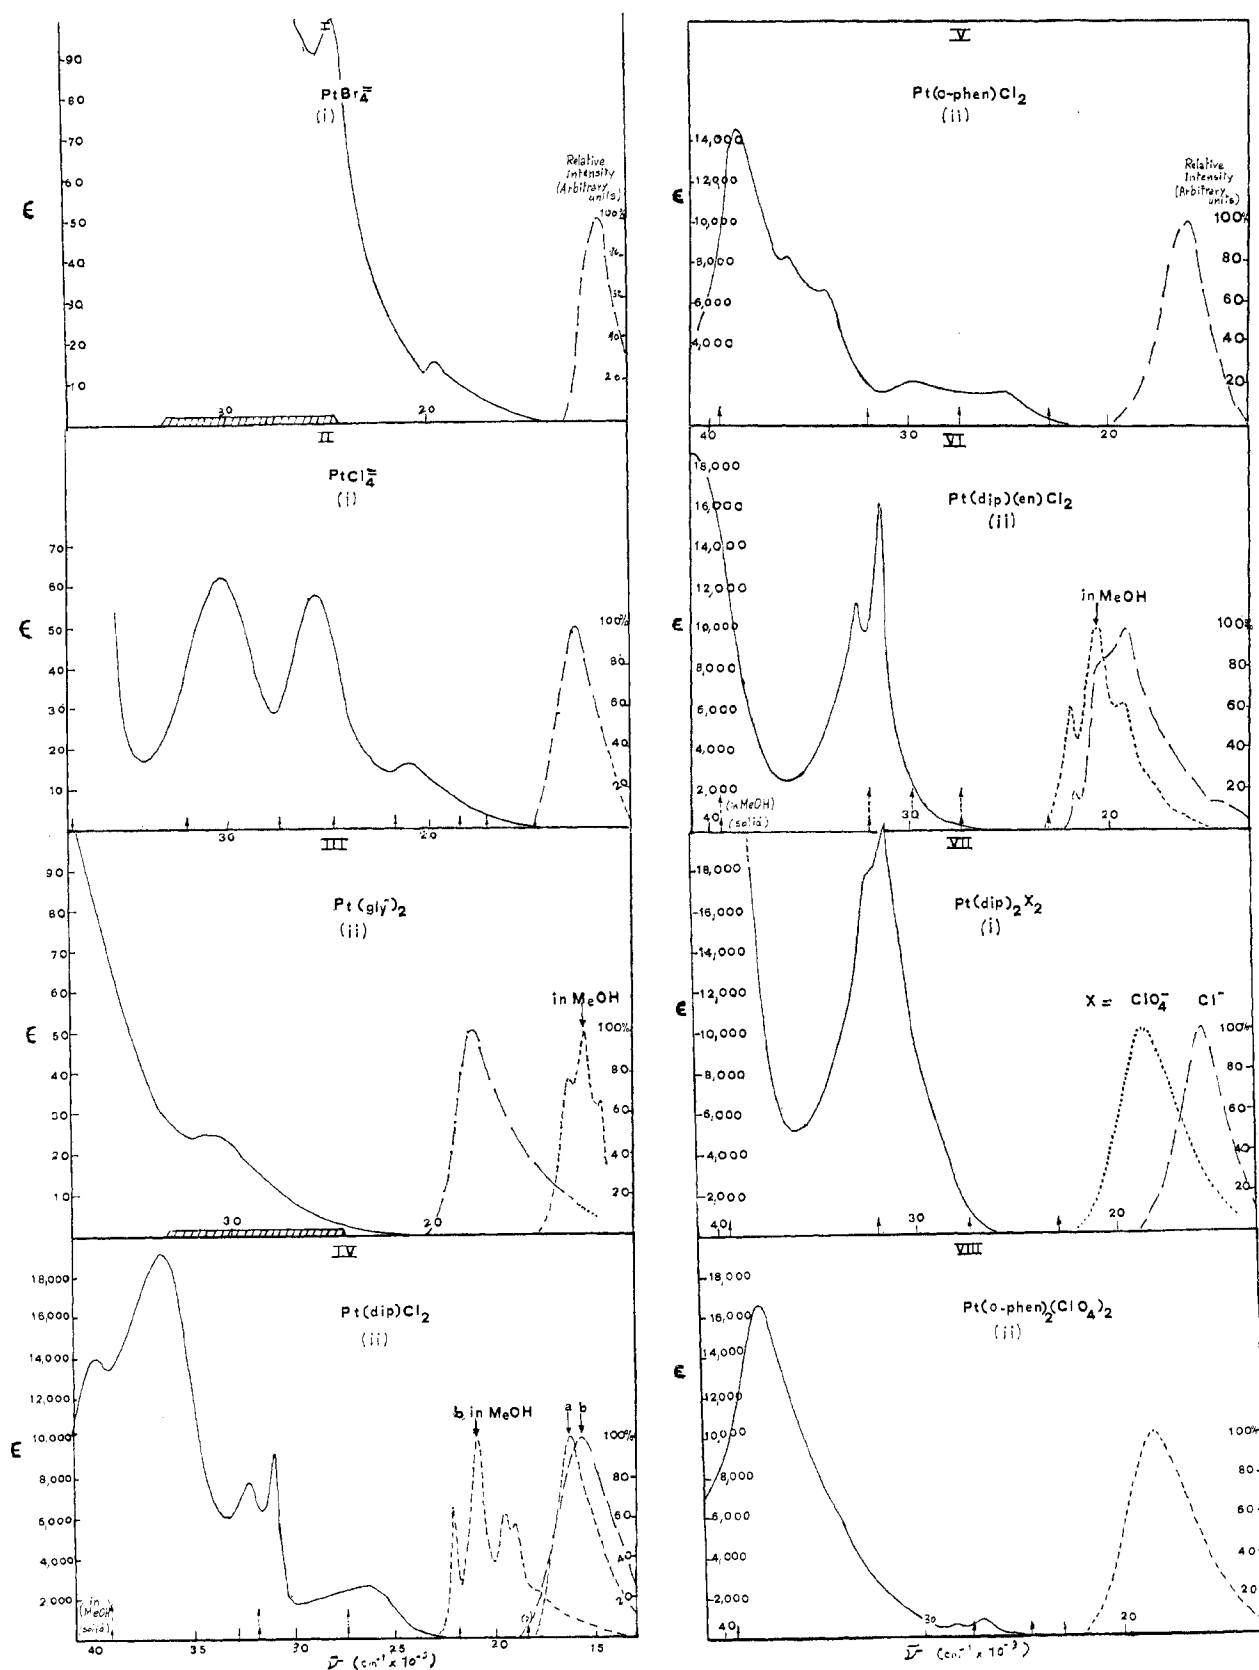 I
PtBr4=
(i)
Relative
Intensity
(Arbitrary
units)
100%
40
20
90
80
70
60
50
40
30
20
10
ϵ
30
20
II
PtCl4=
(i)
70
60
50
40
30
20
10
ϵ
100%
80
60
40
20
30
20
III
Pt(gly-)2
(ii)
in MeOH
90
80
70
60
50
40
30
20
10
ϵ
100%
80
60
40
20
30
20
IV
Pt(dip)Cl2
(ii)
18,000
16,000
14,000
12,000
10,000
8,000
6,000
4,000
2,000
ϵ
b, in MeOH
a b
100%
80
60
40
20
(b)
in
(MeOH
(solid)
40 35 30 25 20 15
ν̄ (cm-1 x 10-3)
V
Pt(o-phen)Cl2
(ii)
14,000
12,000
10,000
8,000
6,000
4,000
ϵ
Relative
Intensity
(Arbitrary
units)
100%
80
60
40
20
40 30 20
VI
Pt(dip)(en)Cl2
(ii)
18,000
16,000
14,000
12,000
10,000
8,000
6,000
4,000
2,000
ϵ
in MeOH
100%
80
60
40
20
(in MeOH)
(solid)
40 30 20
VII
Pt(dip)2X2
(i)
X = ClO4- Cl-
18,000
16,000
14,000
12,000
10,000
8,000
6,000
4,000
2,000
ϵ
100%
80
60
40
20
40 30 20
VIII
Pt(o-phen)2(ClO4)2
(ii)
18,000
16,000
14,000
12,000
10,000
8,000
6,000
4,000
2,000
ϵ
100%
80
60
40
20
40 30 20
ν̄ (cm-1 x 10-3)